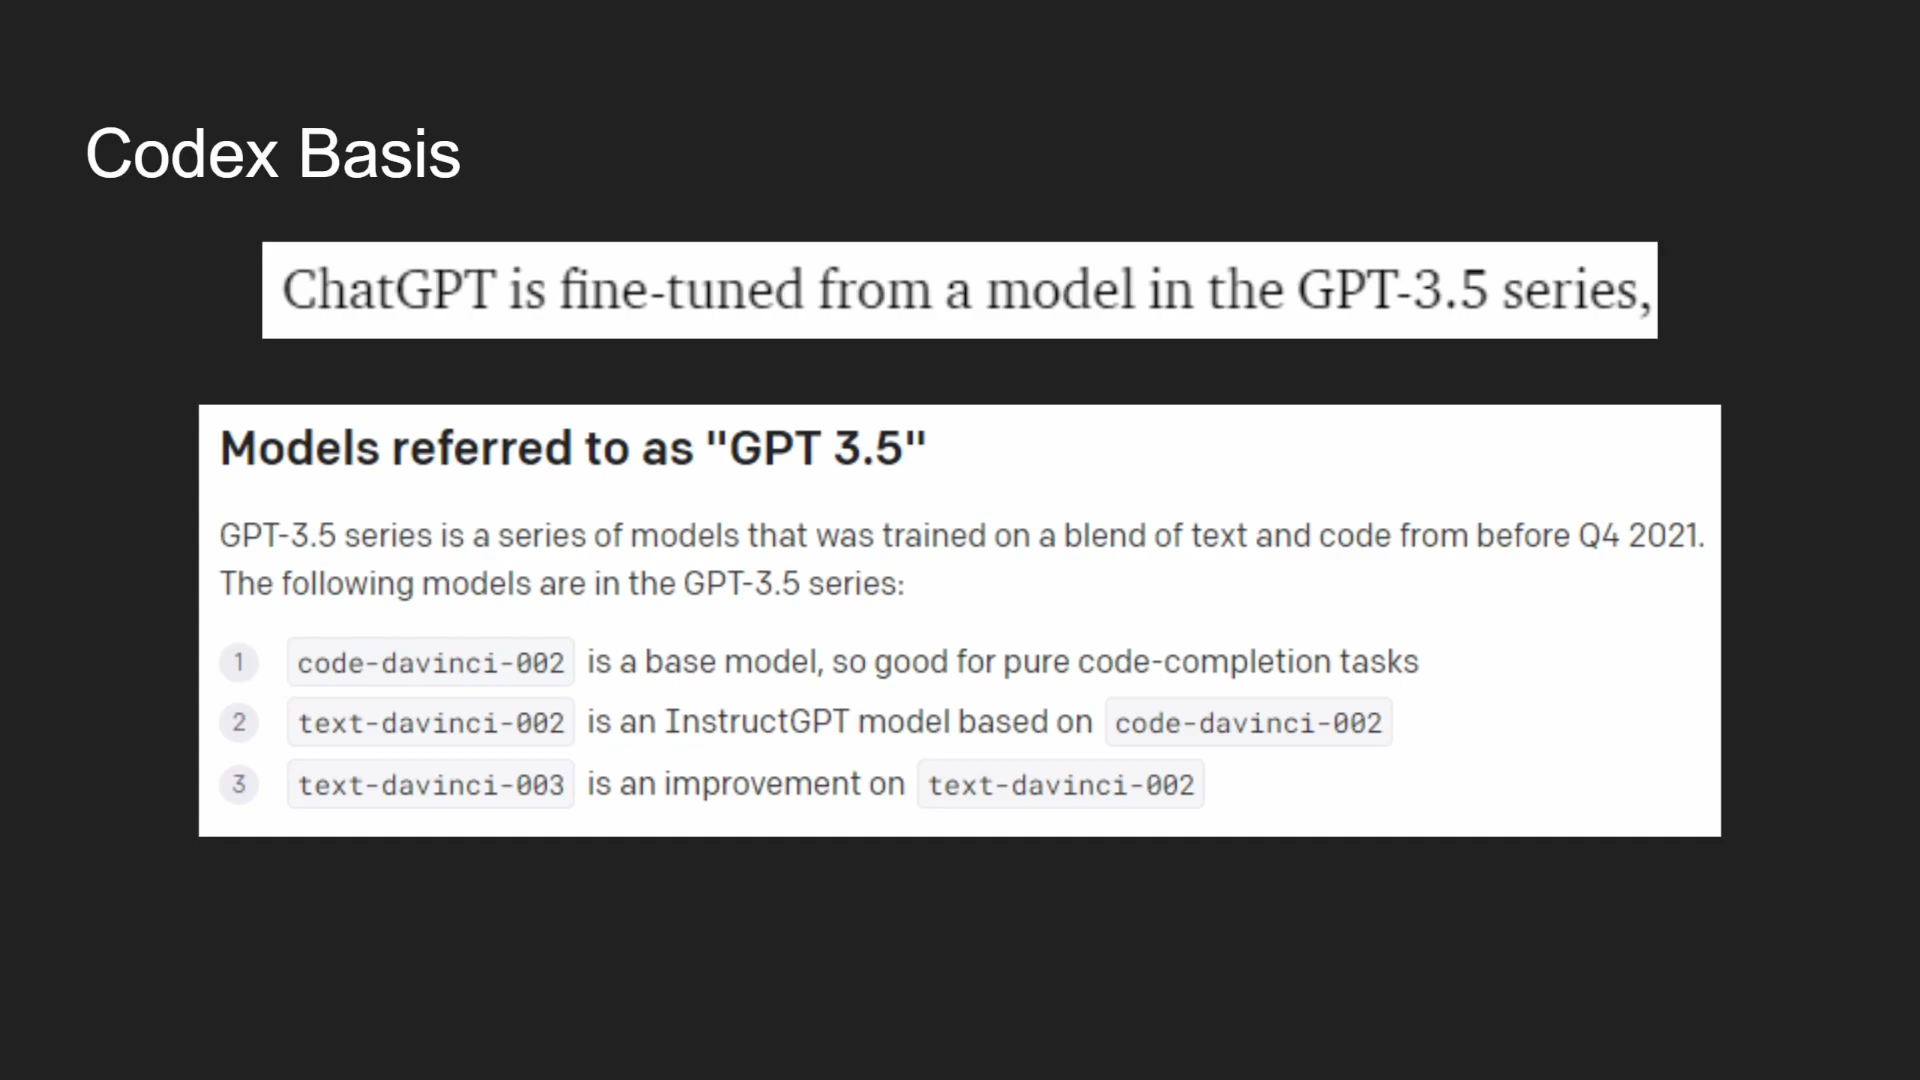 Codex Basis
ChatGPT is fine-tuned from a model in the GPT-3.5 series,
Models referred to as "GPT 3.5"
GPT-3.5 series is a series of models that was trained on a blend of text and code from before Q4 2021.
The following models are in the GPT-3.5 series:
1 code-davinci-002 is a base model, so good for pure code-completion tasks
2 text-davinci-002 is an InstructGPT model based on code-davinci-002
3 text-davinci-003 is an improvement on text-davinci-002